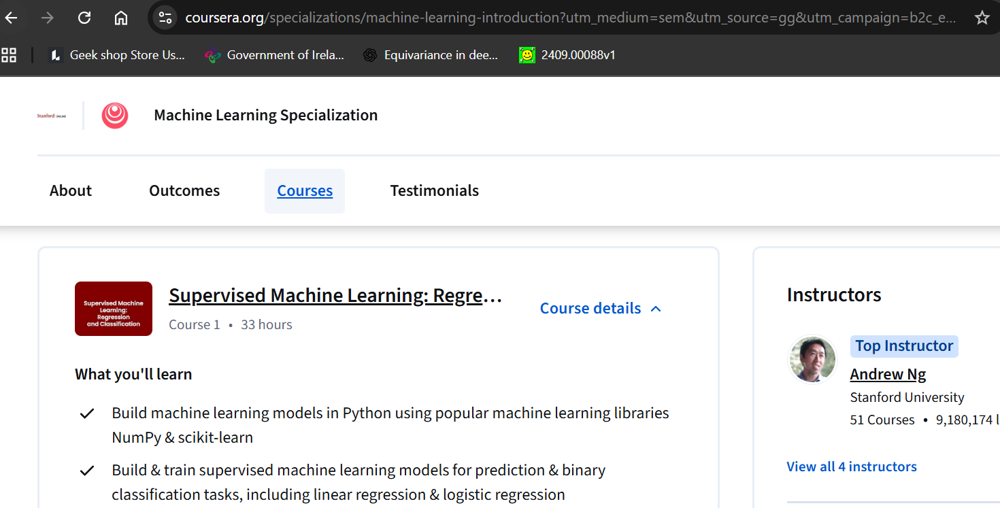 coursera.org/specializations/machine-learning-introduction?utm_medium=sem&utm_source=gg&utm_campaign=b2c_e...
Geek shop Store Us...
Government of Irela...
Equivariance in dee...
2409.00088v1
Stanford ONLINE
Machine Learning Specialization
About
Outcomes
Courses
Testimonials
Supervised Machine
Learning:
Regression
and Classification
Supervised Machine Learning: Regre...
Course 1 • 33 hours
Course details
What you'll learn
Build machine learning models in Python using popular machine learning libraries
NumPy & scikit-learn
Build & train supervised machine learning models for prediction & binary
classification tasks, including linear regression & logistic regression
Instructors
Top Instructor
Andrew Ng
Stanford University
51 Courses • 9,180,174 l
View all 4 instructors